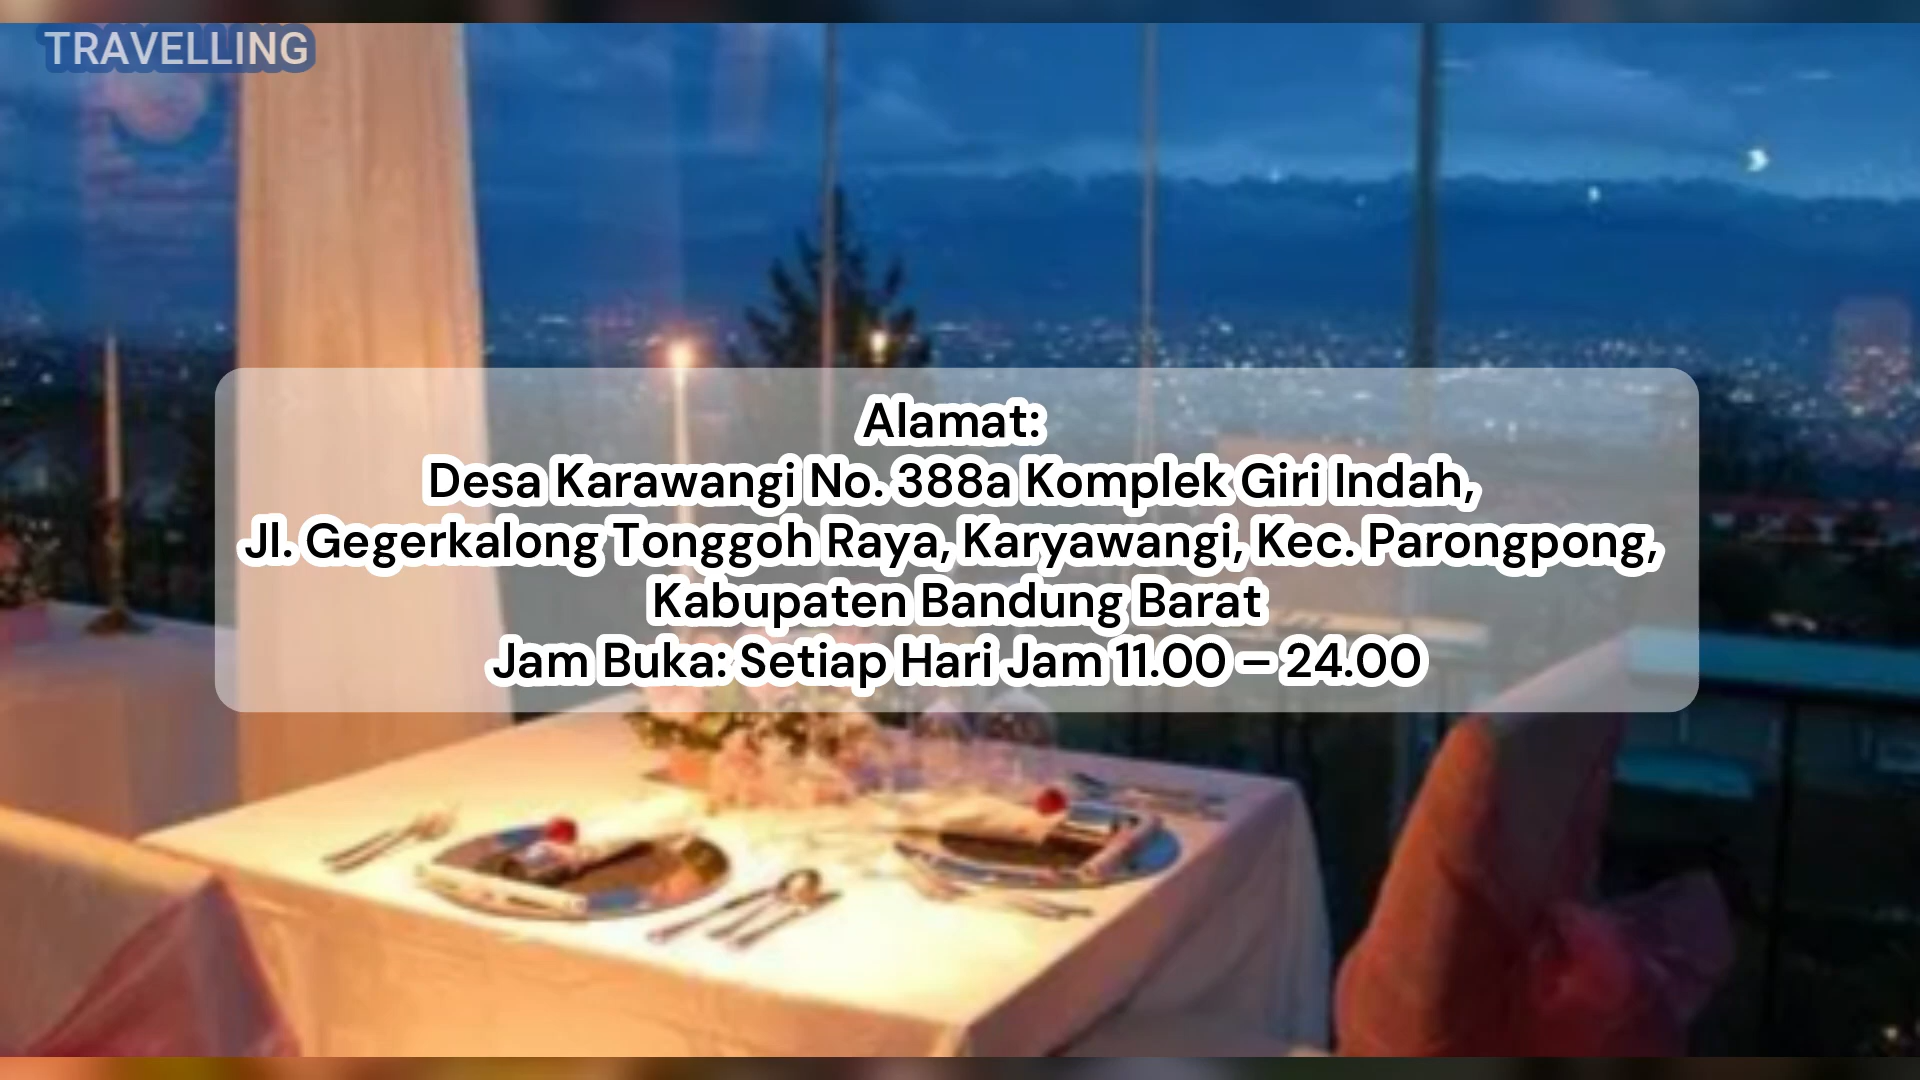 TRAVELLING
Alamat:
Desa Karawangi No. 388a Komplek Giri Indah,
Jl. Gegerkalong Tonggoh Raya, Karyawangi, Kec. Parongpong,
Kabupaten Bandung Barat
Jam Buka: Setiap Hari Jam 11.00 – 24.00